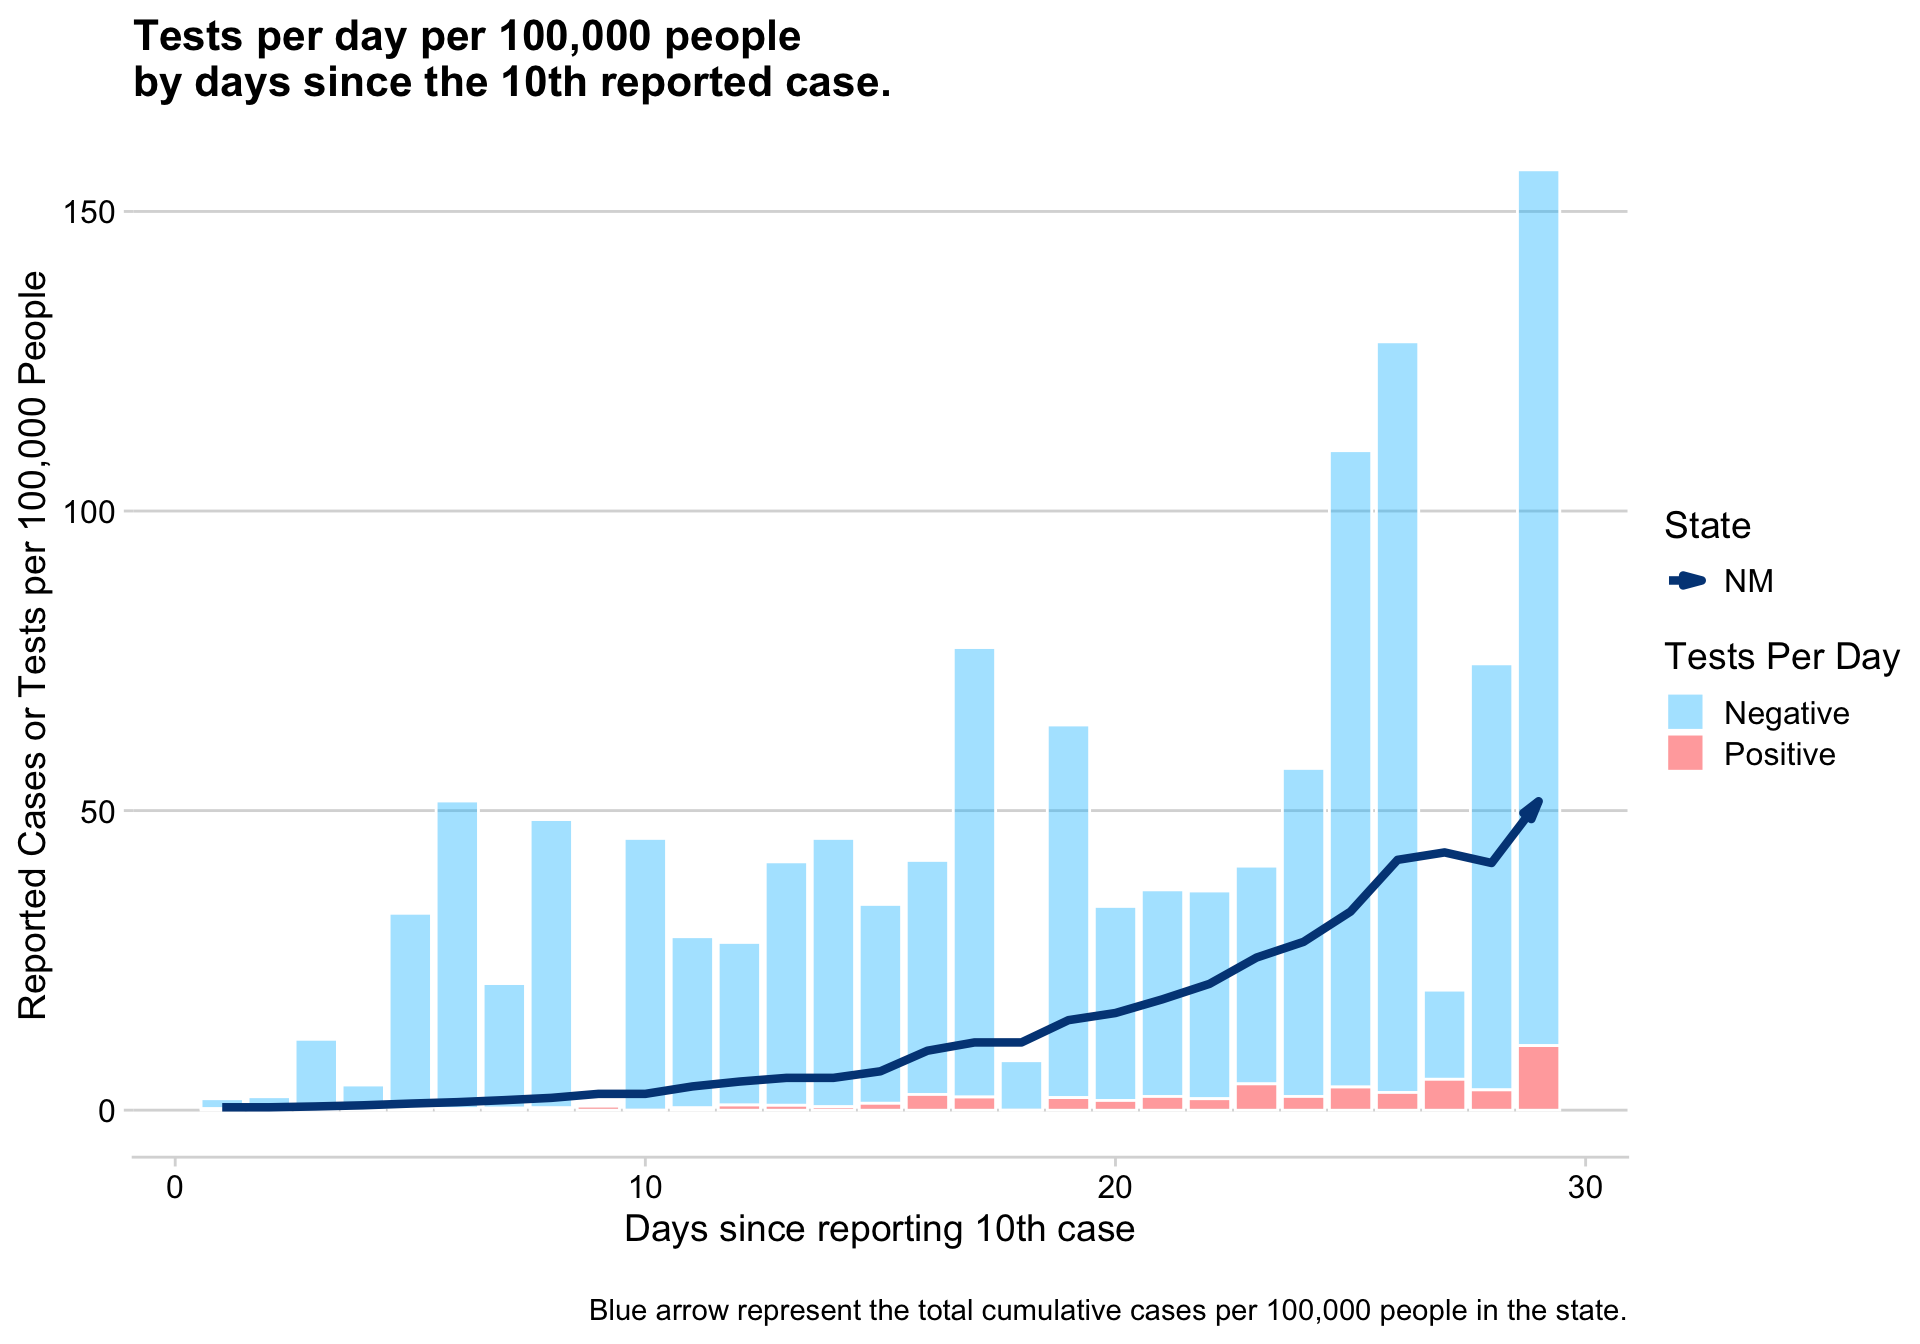 Tests per day per 100,000 people
by days since the 10th reported case.
Reported Cases or Tests per 100,000 People
150
100
50
0
0
10
20
30
Days since reporting 10th case
State
NM
Tests Per Day
Negative
Positive
Blue arrow represent the total cumulative cases per 100,000 people in the state.